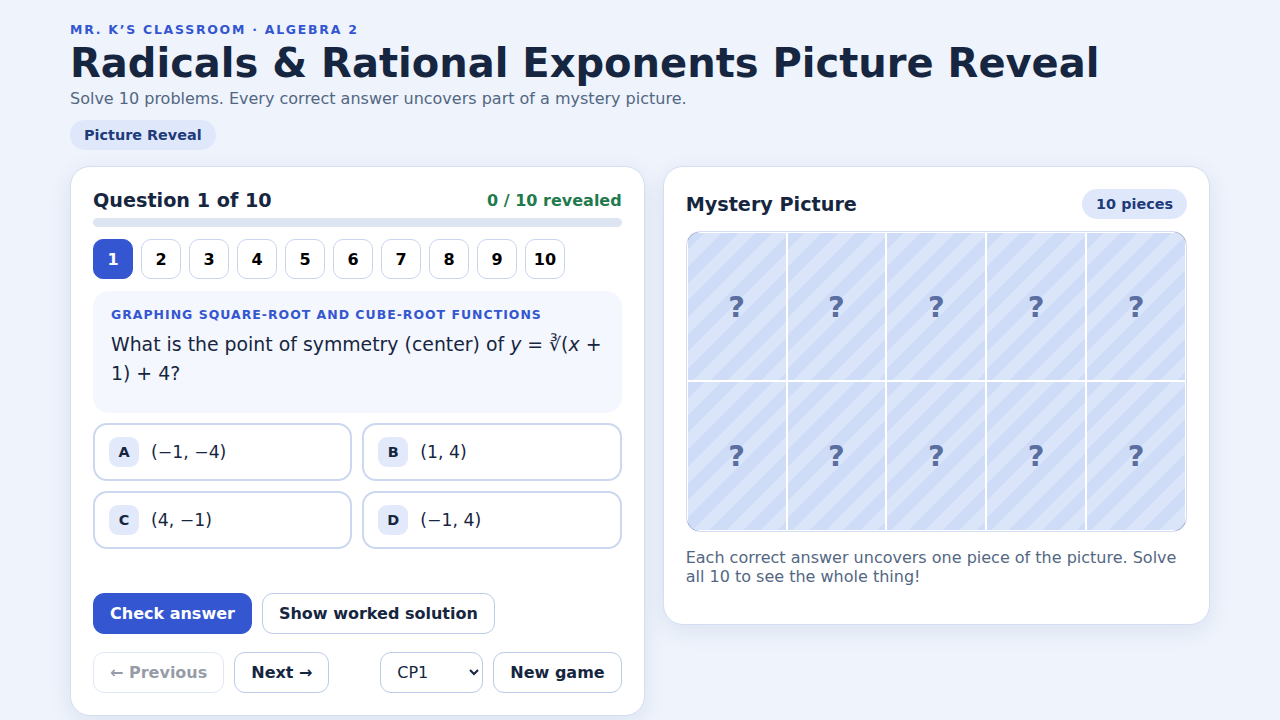 MR. K’S CLASSROOM · ALGEBRA 2
Radicals & Rational Exponents Picture Reveal
Solve 10 problems. Every correct answer uncovers part of a mystery picture.
Picture Reveal
Question 1 of 10
0 / 10 revealed
1 2 3 4 5 6 7 8 9 10
GRAPHING SQUARE-ROOT AND CUBE-ROOT FUNCTIONS
What is the point of symmetry (center) of y = ∛(x +
1) + 4?
A (−1, −4)
B (1, 4)
C (4, −1)
D (−1, 4)
Check answer
Show worked solution
← Previous
Next →
CP1
New game
Mystery Picture
10 pieces
? ? ? ? ?
? ? ? ? ?
Each correct answer uncovers one piece of the picture. Solve
all 10 to see the whole thing!